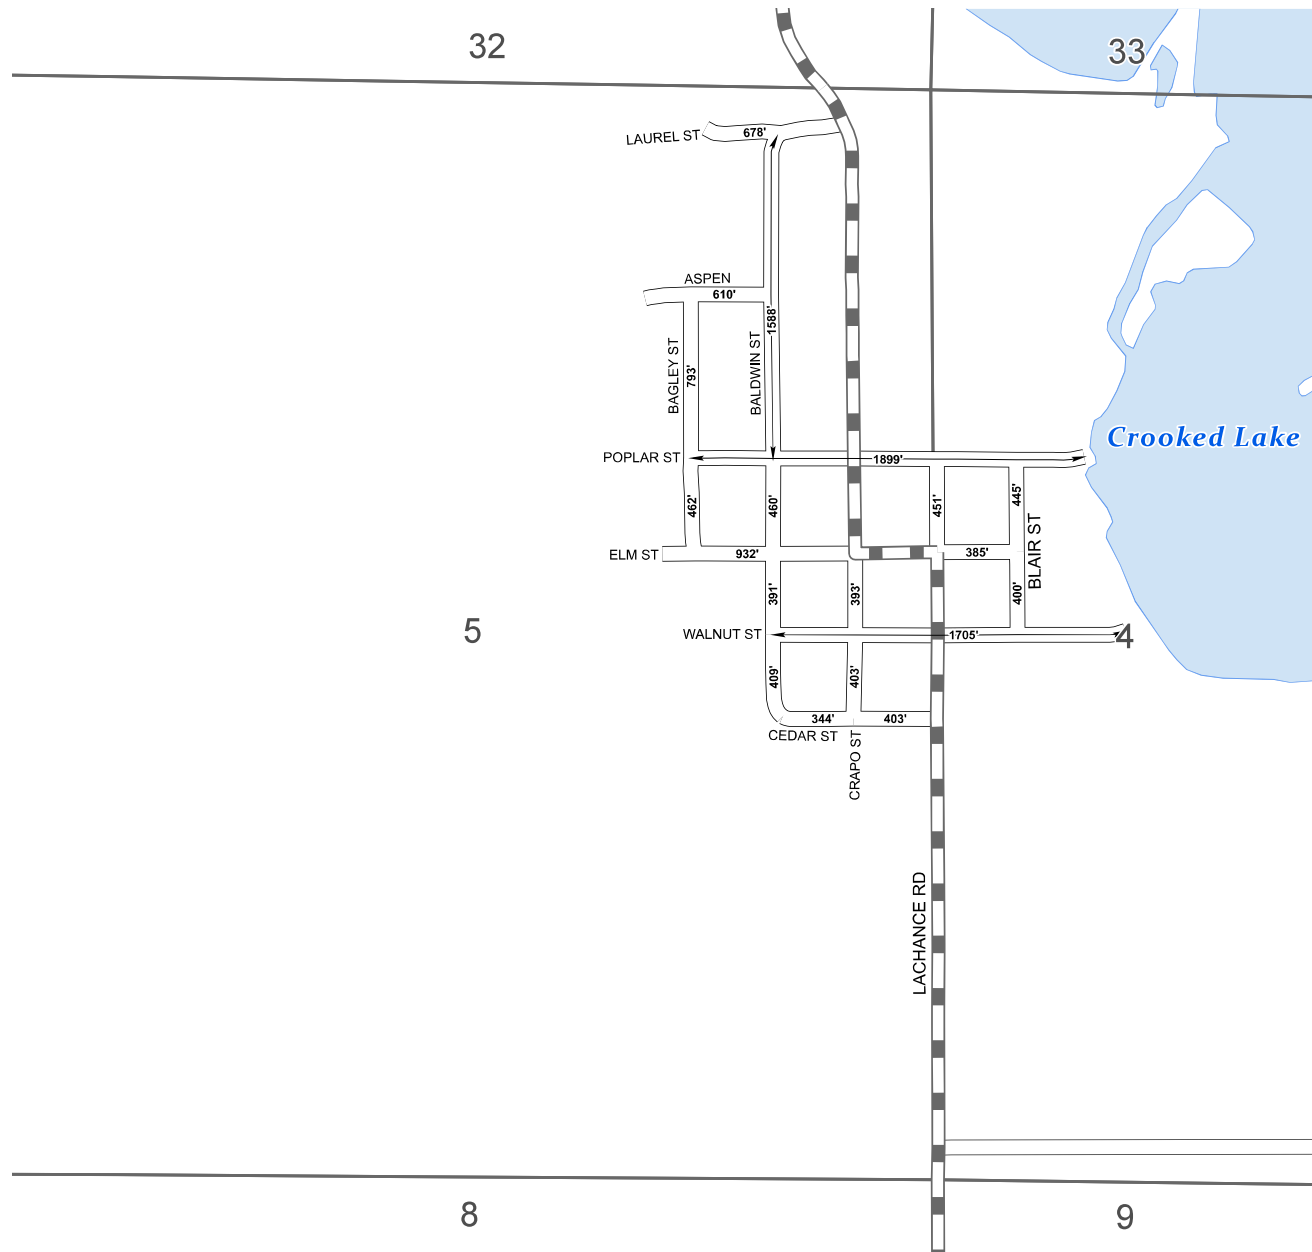 32
33
LAUREL ST
678'
ASPEN
610'
1588'
BAGLEY ST
793'
BALDWIN ST
Crooked Lake
POPLAR ST
1899'
462'
460'
451'
445'
BLAIR ST
ELM ST
932'
385'
391'
393'
400'
5
WALNUT ST
1705'
4
409'
403'
344'
403'
CEDAR ST
CRAPO ST
LACHANCE RD
8
9